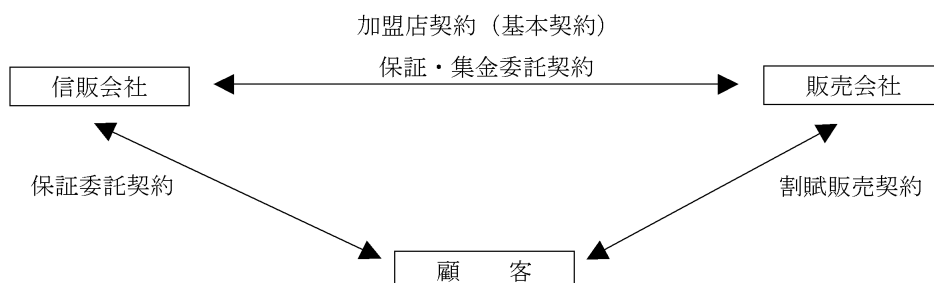 加盟店契約（基本契約）
保証・集金委託契約
信販会社
販売会社
保証委託契約
割賦販売契約
顧　　客